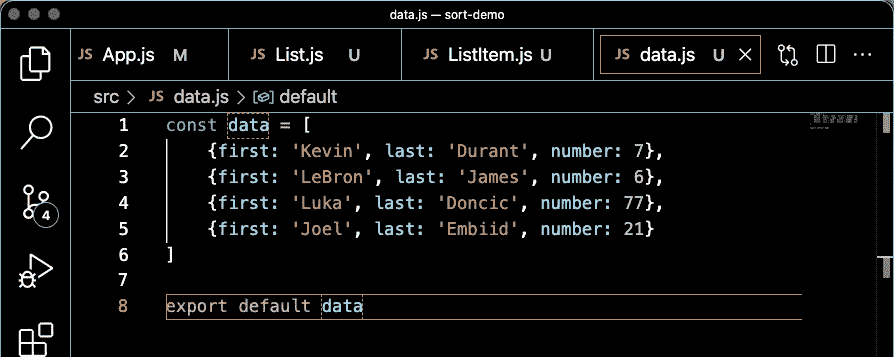 data.js — sort-demo
JS App.js M JS List.js U JS ListItem.js U JS data.js U
src > JS data.js > default
1 const data = [
2 {first: 'Kevin', last: 'Durant', number: 7},
3 {first: 'LeBron', last: 'James', number: 6},
4 {first: 'Luka', last: 'Doncic', number: 77},
5 {first: 'Joel', last: 'Embiid', number: 21}
6 ]
7
8 export default data
4